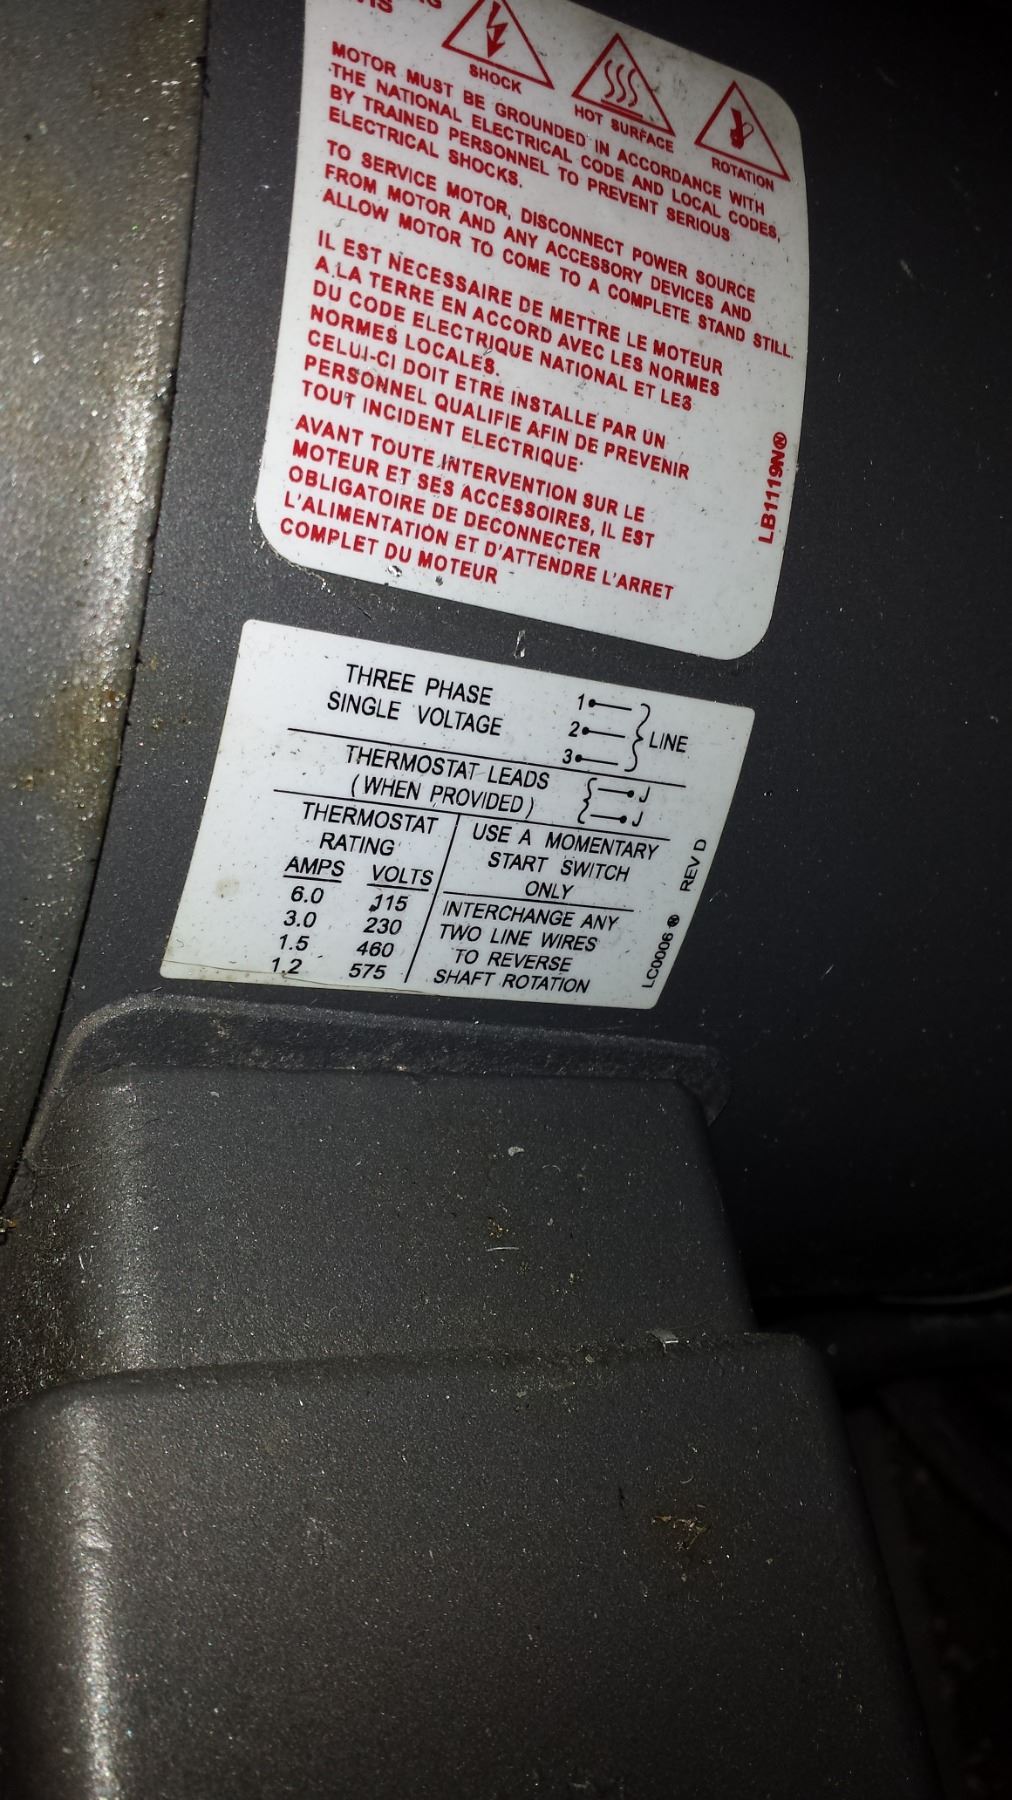 SHOCK
HOT SURFACE
ROTATION
MOTOR MUST BE GROUNDED IN ACCORDANCE WITH
THE NATIONAL ELECTRICAL CODE AND LOCAL CODES,
BY TRAINED PERSONNEL TO PREVENT SERIOUS
ELECTRICAL SHOCKS.
TO SERVICE MOTOR, DISCONNECT POWER SOURCE
FROM MOTOR AND ANY ACCESSORY DEVICES AND
ALLOW MOTOR TO COME TO A COMPLETE STAND STILL.
IL EST NECESSAIRE DE METTRE LE MOTEUR
A LA TERRE EN ACCORD AVEC LES NORMES
DU CODE ELECTRIQUE NATIONAL ET LES
NORMES LOCALES.
CELUI-CI DOIT ETRE INSTALLE PAR UN
PERSONNEL QUALIFIE AFIN DE PREVENIR
TOUT INCIDENT ELECTRIQUE.
AVANT TOUTE INTERVENTION SUR LE
MOTEUR ET SES ACCESSOIRES, IL EST
OBLIGATOIRE DE DECONNECTER
L'ALIMENTATION ET D'ATTENDRE L'ARRET
COMPLET DU MOTEUR
LB1119N
THREE PHASE
SINGLE VOLTAGE
1
2
3
LINE
THERMOSTAT LEADS
(WHEN PROVIDED)
J
J
THERMOSTAT
RATING
AMPS VOLTS
6.0 115
3.0 230
1.5 460
1.2 575
USE A MOMENTARY
START SWITCH
ONLY
INTERCHANGE ANY
TWO LINE WIRES
TO REVERSE
SHAFT ROTATION
LC0006 REV D